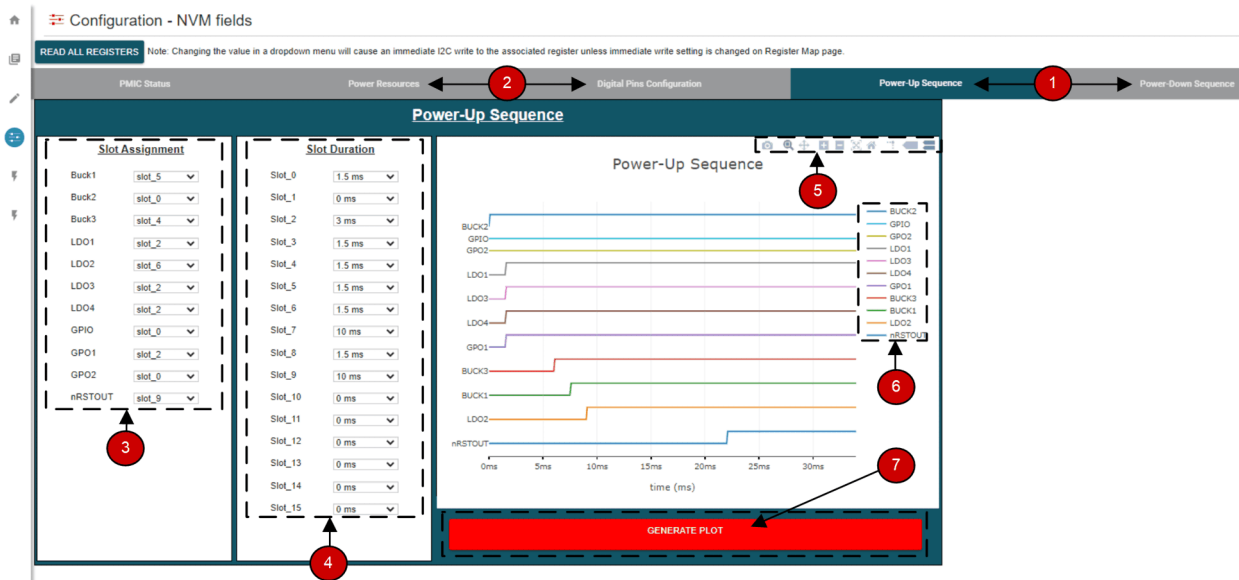 Configuration - NVM fields
READ ALL REGISTERS Note: Changing the value in a dropdown menu will cause an immediate I2C write to the associated register unless immediate write setting is changed on Register Map page.
PMIC Status Power Resources 2 Digital Pins Configuration Power-Up Sequence 1 Power-Down Sequence
Power-Up Sequence
Slot Assignment
Buck1 slot_5
Buck2 slot_0
Buck3 slot_4
LDO1 slot_2
LDO2 slot_6
LDO3 slot_2
LDO4 slot_2
GPIO slot_0
GPO1 slot_2
GPO2 slot_0
nRSTOUT slot_9
3
Slot Duration
Slot_0 1.5 ms
Slot_1 0 ms
Slot_2 3 ms
Slot_3 1.5 ms
Slot_4 1.5 ms
Slot_5 1.5 ms
Slot_6 1.5 ms
Slot_7 10 ms
Slot_8 1.5 ms
Slot_9 10 ms
Slot_10 0 ms
Slot_11 0 ms
Slot_12 0 ms
Slot_13 0 ms
Slot_14 0 ms
Slot_15 0 ms
4
Power-Up Sequence
5
BUCK2
GPIO
GPO2
LDO1
LDO3
LDO4
GPO1
BUCK3
BUCK1
LDO2
nRSTOUT
0ms 5ms 10ms 15ms 20ms 25ms 30ms
time (ms)
BUCK2
GPIO
GPO2
LDO1
LDO3
LDO4
GPO1
BUCK3
BUCK1
LDO2
nRSTOUT
6
7
GENERATE PLOT